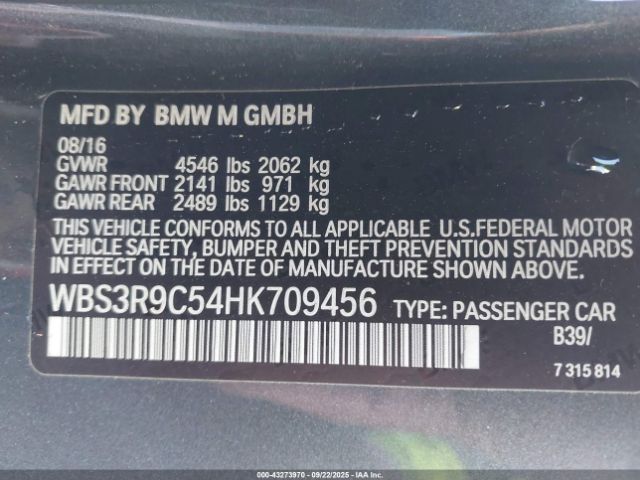 MFD BY BMW M GMBH
08/16
GVWR 4546 lbs 2062 kg
GAWR FRONT 2141 lbs 971 kg
GAWR REAR 2489 lbs 1129 kg
THIS VEHICLE CONFORMS TO ALL APPLICABLE U.S.FEDERAL MOTOR
VEHICLE SAFETY, BUMPER AND THEFT PREVENTION STANDARDS
IN EFFECT ON THE DATE OF MANUFACTURE SHOWN ABOVE.
WBS3R9C54HK709456 TYPE: PASSENGER CAR
B39/
7 315 814
000-43273970 09/22/2025 IAAI.com